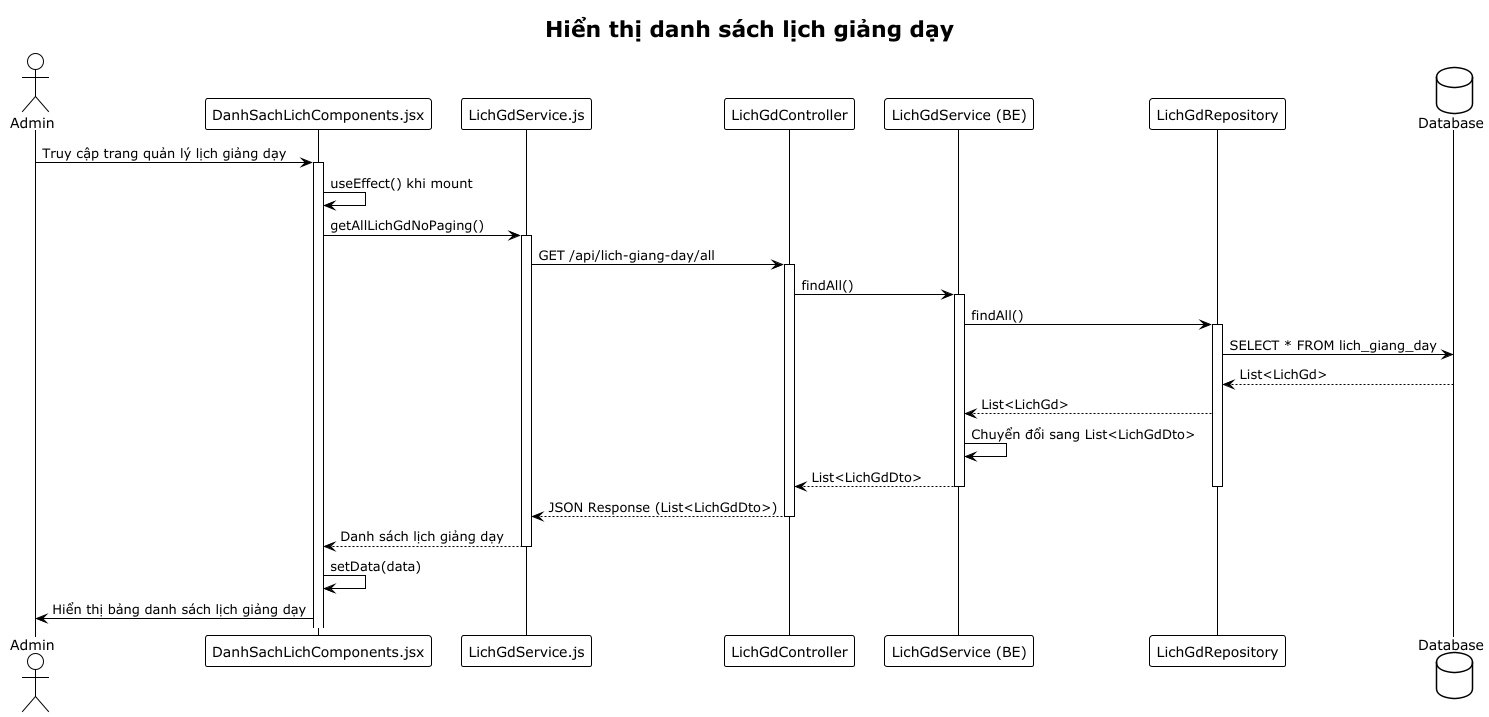 Hiển thị danh sách lịch giảng dạy
Admin
DanhSachLichComponents.jsx
LichGdService.js
LichGdController
LichGdService (BE)
LichGdRepository
Database
Truy cập trang quản lý lịch giảng dạy
useEffect() khi mount
getAllLichGdNoPaging()
GET /api/lich-giang-day/all
findAll()
findAll()
SELECT * FROM lich_giang_day
List<LichGd>
List<LichGd>
Chuyển đổi sang List<LichGdDto>
List<LichGdDto>
JSON Response (List<LichGdDto>)
Danh sách lịch giảng dạy
setData(data)
Hiển thị bảng danh sách lịch giảng dạy
Admin
DanhSachLichComponents.jsx
LichGdService.js
LichGdController
LichGdService (BE)
LichGdRepository
Database